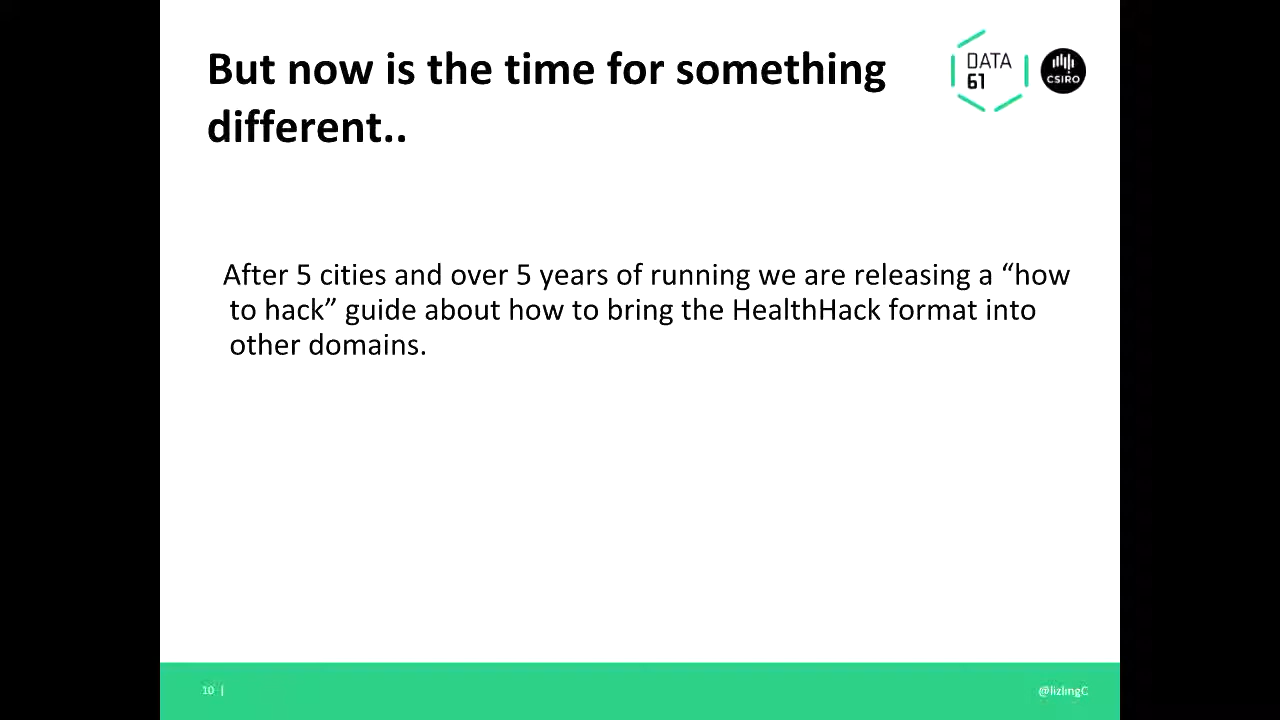 But now is the time for something
different..
DATA
61
CSIRO
After 5 cities and over 5 years of running we are releasing a “how
to hack” guide about how to bring the HealthHack format into
other domains.
10 |
@lizlingC